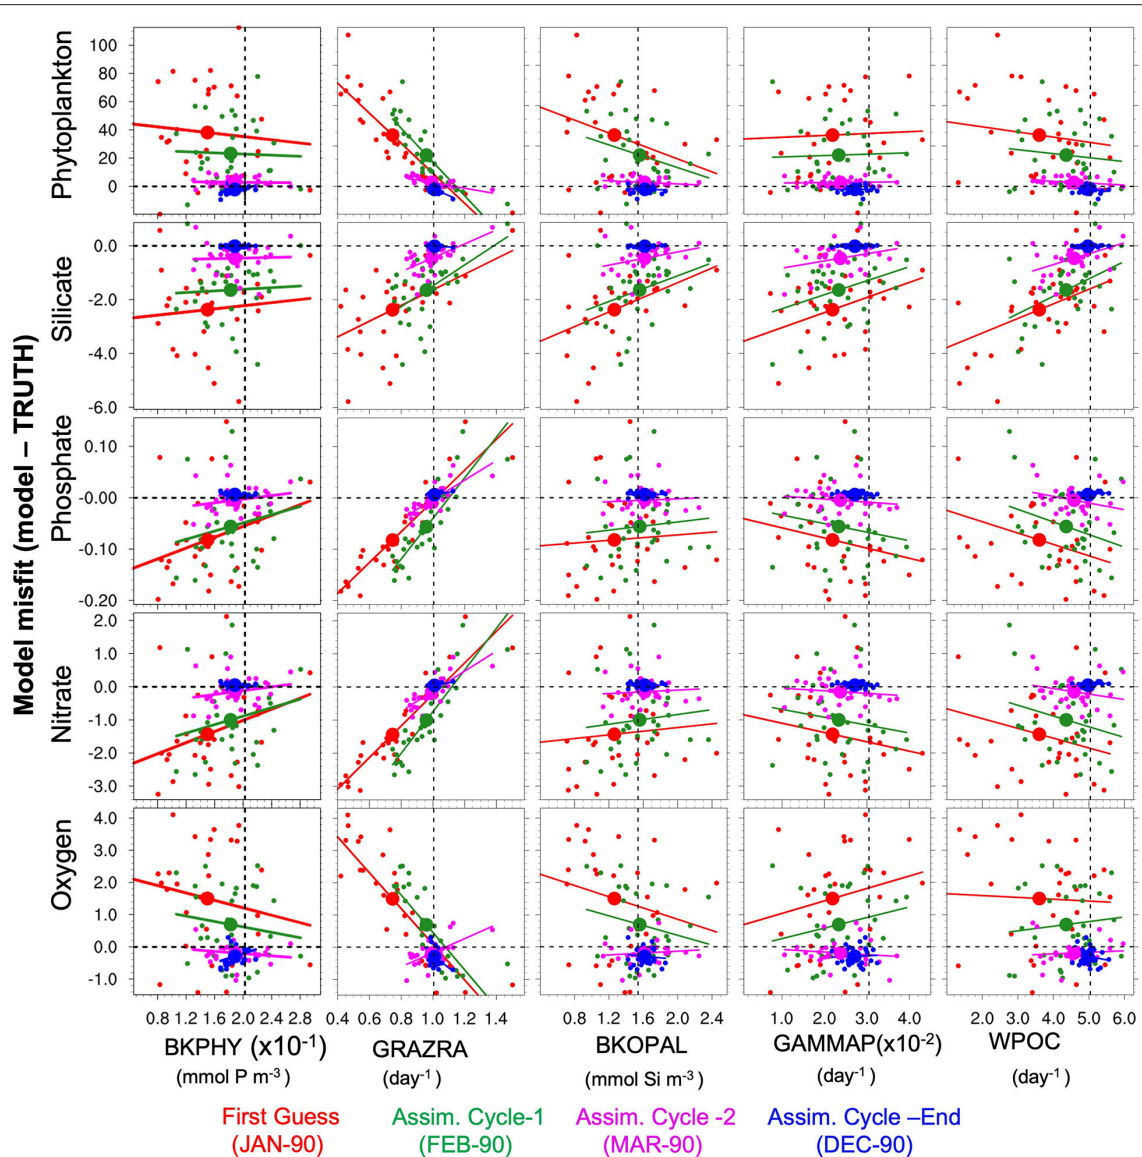 Model misfit (model – TRUTH)
Phytoplankton
100
80
60
40
20
0
Silicate
0.0
-2.0
-4.0
-6.0
Phosphate
0.10
-0.00
-0.10
-0.20
Nitrate
2.0
1.0
0.0
-1.0
-2.0
-3.0
Oxygen
4.0
3.0
2.0
1.0
0.0
-1.0
0.8 1.2 1.6 2.0 2.4 2.8 0.4 0.6 0.8 1.0 1.2 1.4 0.8 1.2 1.6 2.0 2.4 1.0 2.0 3.0 4.0 2.0 3.0 4.0 5.0 6.0
BKPHY (x10⁻¹) GRAZRA BKOPAL GAMMAP(x10⁻²) WPOC
(mmol P m⁻³) (day⁻¹) (mmol Si m⁻³) (day⁻¹) (day⁻¹)
First Guess Assim. Cycle-1 Assim. Cycle -2 Assim. Cycle –End
(JAN-90) (FEB-90) (MAR-90) (DEC-90)